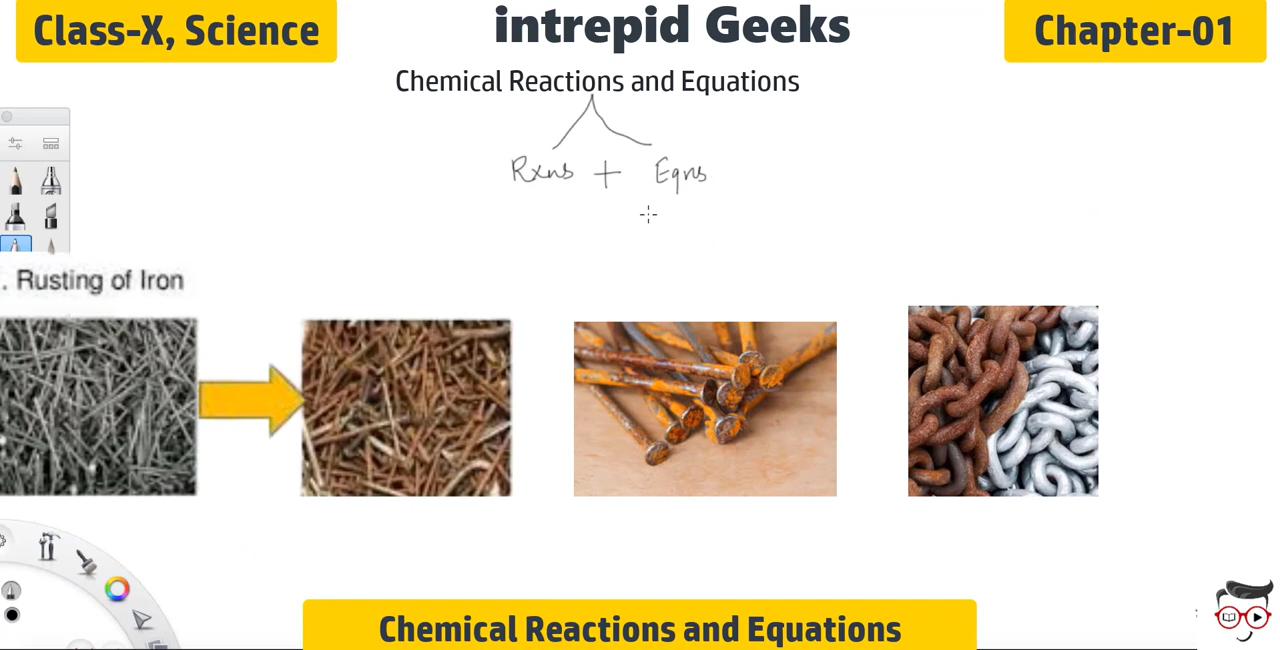 Class-X, Science
intrepid Geeks
Chapter-01
Chemical Reactions and Equations
Rxns + Eqns
. Rusting of Iron
Chemical Reactions and Equations